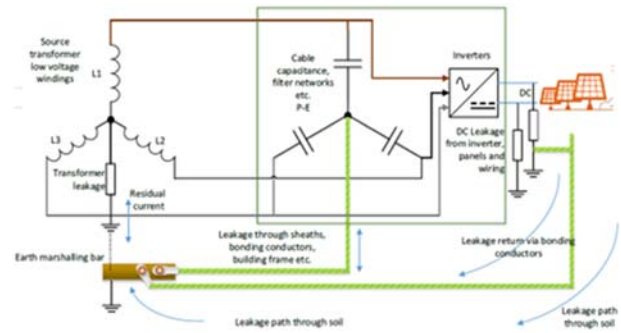 Source
transformer
low voltage
windings
L1
L3
L2
Transformer
leakage
Residual
current
Earth marshalling bar
Cable
capacitance,
filter networks
etc.
P-E
Inverters
DC
DC Leakage
from inverter,
panels and
wiring
Leakage through sheaths,
bonding conductors,
building frame etc.
Leakage return via bonding
conductors
Leakage path through soil
Leakage path
through soil